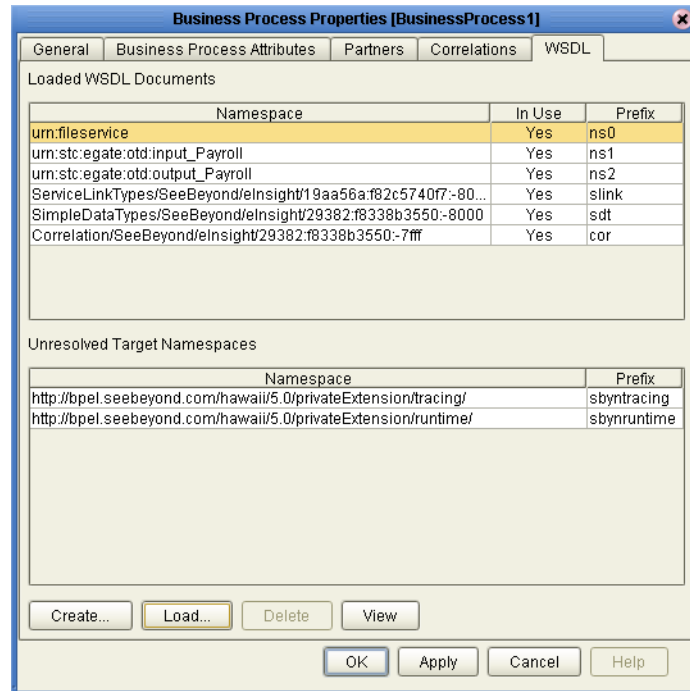 Business Process Properties [BusinessProcess1]
General Business Process Attributes Partners Correlations WSDL
Loaded WSDL Documents
Namespace In Use Prefix
urn:fileservice Yes ns0
urn:stc:egate:otd:input_Payroll Yes ns1
urn:stc:egate:otd:output_Payroll Yes ns2
ServiceLinkTypes/SeeBeyond/eInsight/19aa56a:f82c5740f7:-80... Yes slink
SimpleDataTypes/SeeBeyond/eInsight/29382:f8338b3550:-8000 Yes sdt
Correlation/SeeBeyond/eInsight/29382:f8338b3550:-7fff Yes cor
Unresolved Target Namespaces
Namespace Prefix
http://bpel.seebeyond.com/hawaii/5.0/privateExtension/tracing/ sbyntracing
http://bpel.seebeyond.com/hawaii/5.0/privateExtension/runtime/ sbynruntime
Create... Load... Delete View
OK Apply Cancel Help